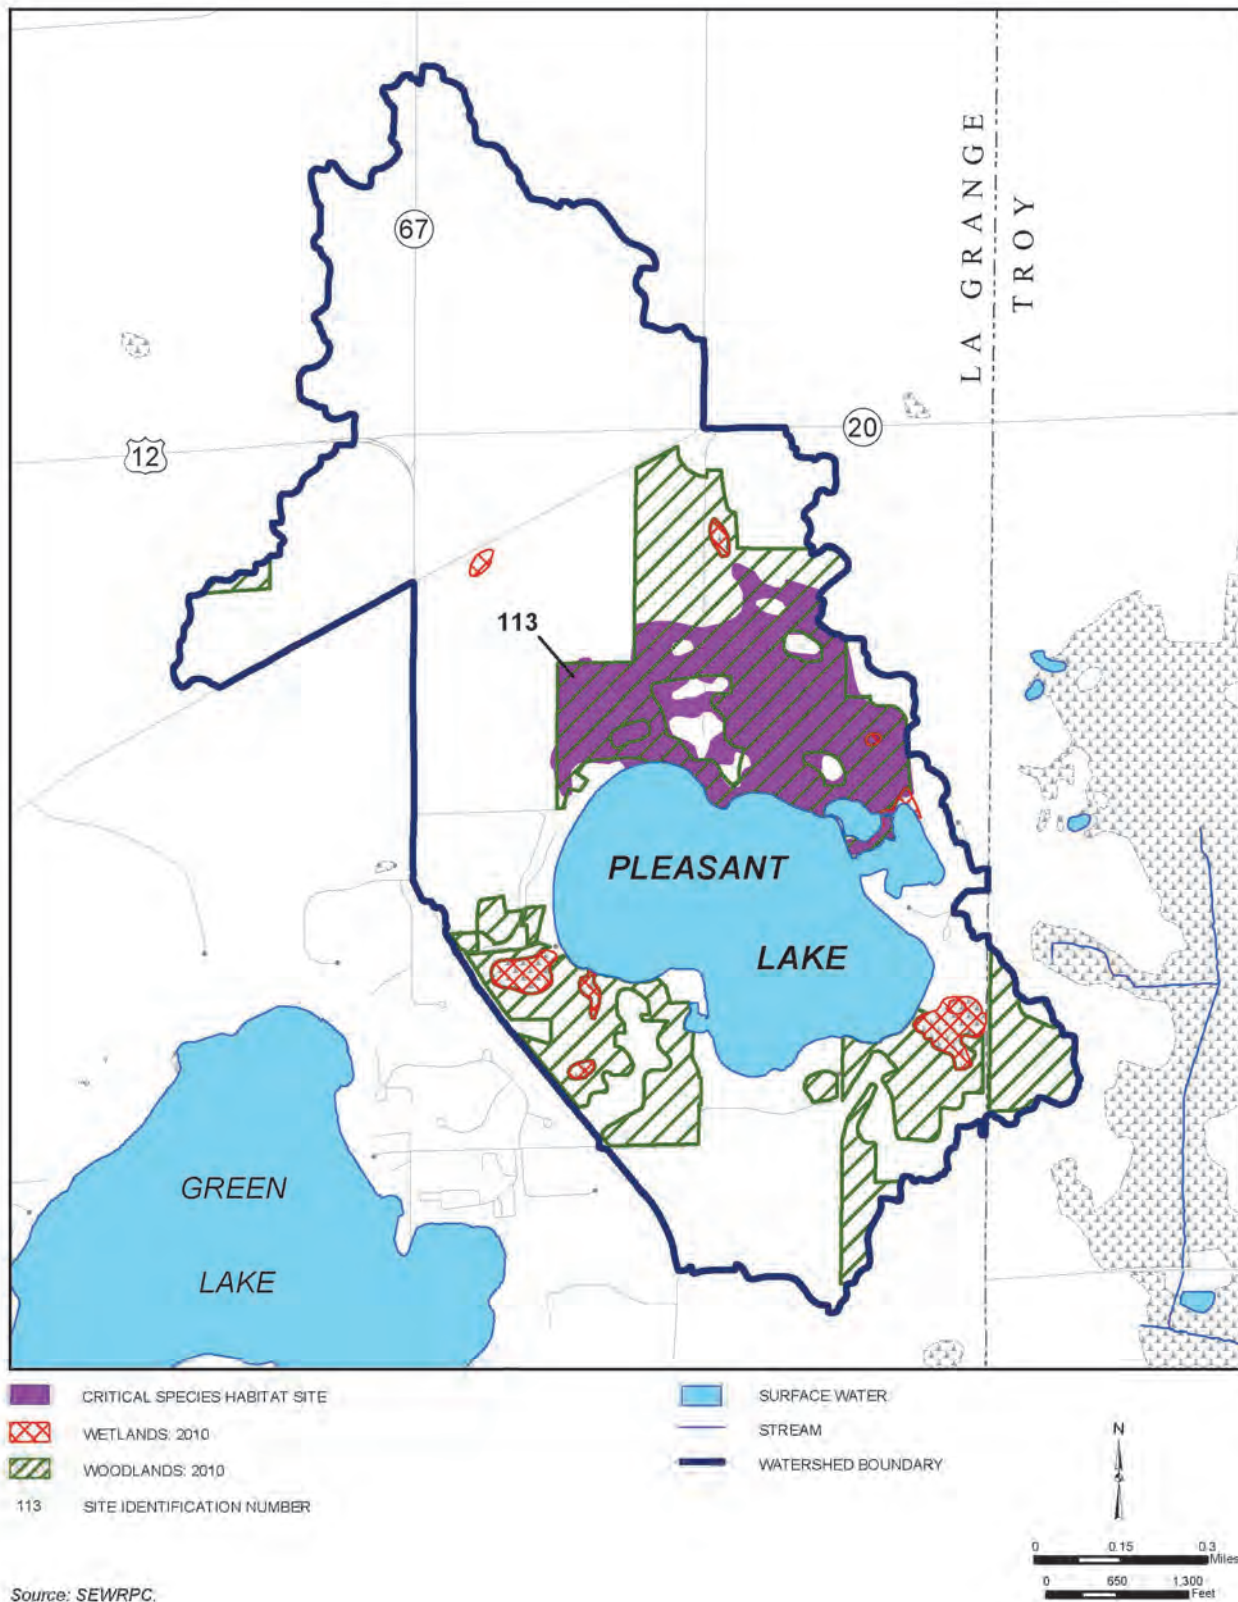 LA GRANGE
TROY
67
20
12
113
PLEASANT
LAKE
GREEN
LAKE
CRITICAL SPECIES HABITAT SITE
WETLANDS: 2010
WOODLANDS: 2010
113 SITE IDENTIFICATION NUMBER
SURFACE WATER
STREAM
WATERSHED BOUNDARY
N
0 0.15 0.3
Miles
0 650 1,300
Feet
Source: SEWRPC.